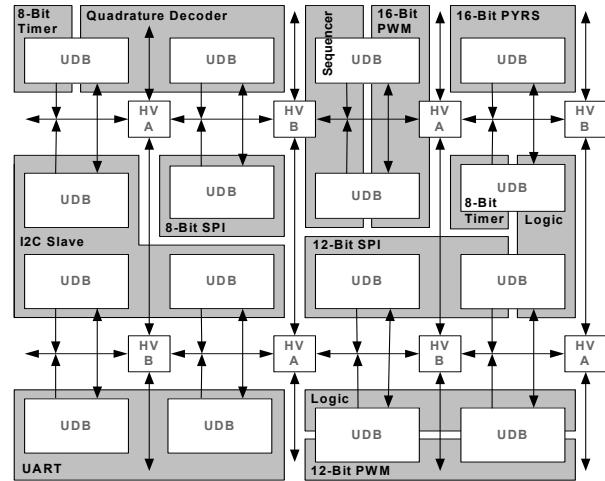 8-Bit
Timer
Quadrature Decoder
Sequencer
16-Bit
PWM
16-Bit PYRS
UDB
UDB
UDB
UDB
HV
A
HV
B
HV
A
HV
B
UDB
UDB
UDB
UDB
8-Bit
Timer
Logic
I2C Slave
8-Bit SPI
12-Bit SPI
UDB
UDB
UDB
UDB
HV
B
HV
A
HV
B
HV
A
Logic
UDB
UDB
UDB
UDB
UART
12-Bit PWM